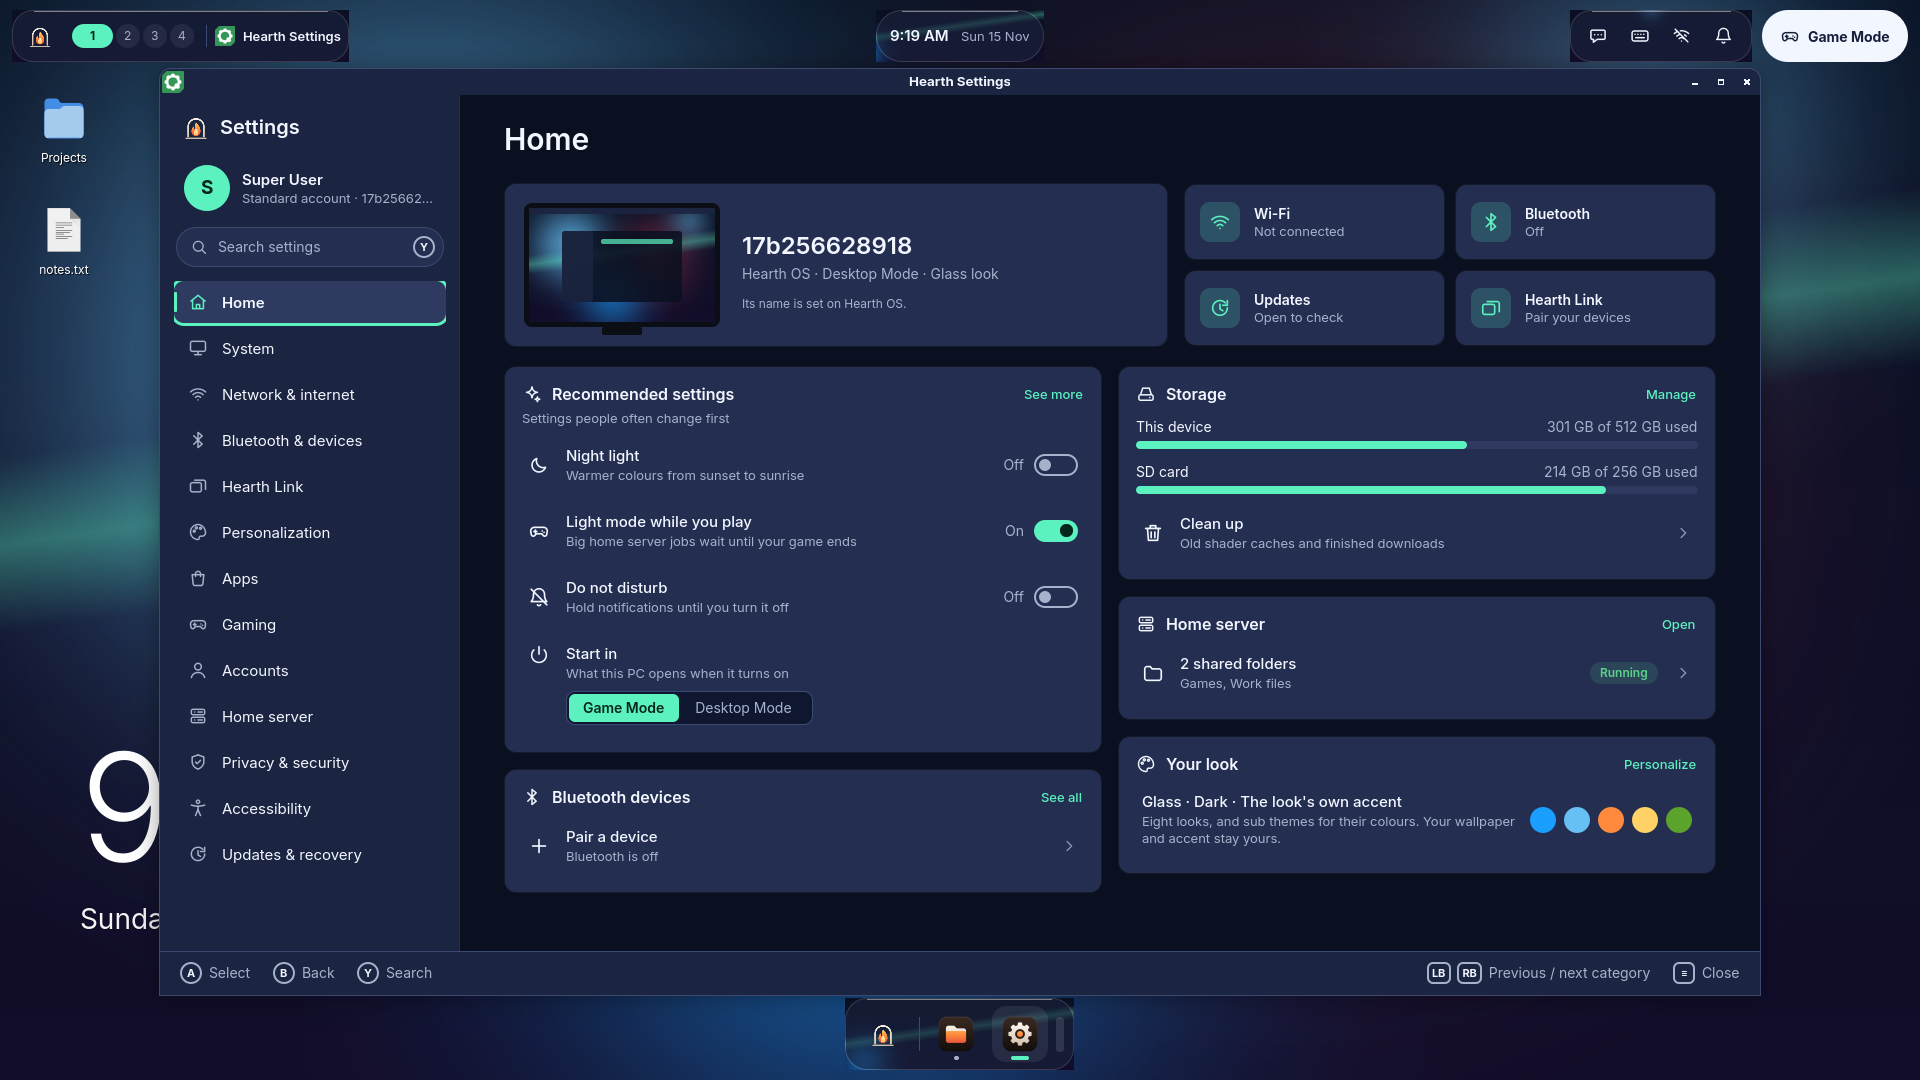 1 2 3 4 Hearth Settings
9:19 AM Sun 15 Nov
Game Mode
Projects
notes.txt
9
Sunda
Hearth Settings
Settings
S
Super User
Standard account · 17b25662...
Search settings Y
Home
System
Network & internet
Bluetooth & devices
Hearth Link
Personalization
Apps
Gaming
Accounts
Home server
Privacy & security
Accessibility
Updates & recovery
Home
17b256628918
Hearth OS · Desktop Mode · Glass look
Its name is set on Hearth OS.
Wi-Fi
Not connected
Bluetooth
Off
Updates
Open to check
Hearth Link
Pair your devices
Recommended settings See more
Settings people often change first
Night light
Warmer colours from sunset to sunrise
Off
Light mode while you play
Big home server jobs wait until your game ends
On
Do not disturb
Hold notifications until you turn it off
Off
Start in
What this PC opens when it turns on
Game Mode Desktop Mode
Bluetooth devices See all
Pair a device
Bluetooth is off
Storage Manage
This device 301 GB of 512 GB used
SD card 214 GB of 256 GB used
Clean up
Old shader caches and finished downloads
Home server Open
2 shared folders
Games, Work files
Running
Your look Personalize
Glass · Dark · The look's own accent
Eight looks, and sub themes for their colours. Your wallpaper
and accent stay yours.
A Select B Back Y Search
LB RB Previous / next category ≡ Close